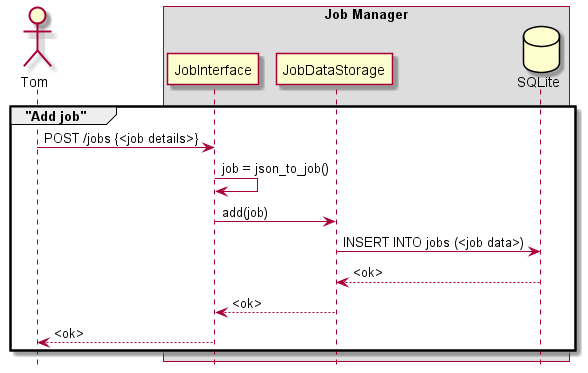 Job Manager
Tom
JobInterface
JobDataStorage
SQLite
"Add job"
POST /jobs {<job details>}
job = json_to_job()
add(job)
INSERT INTO jobs (<job data>)
<ok>
<ok>
<ok>